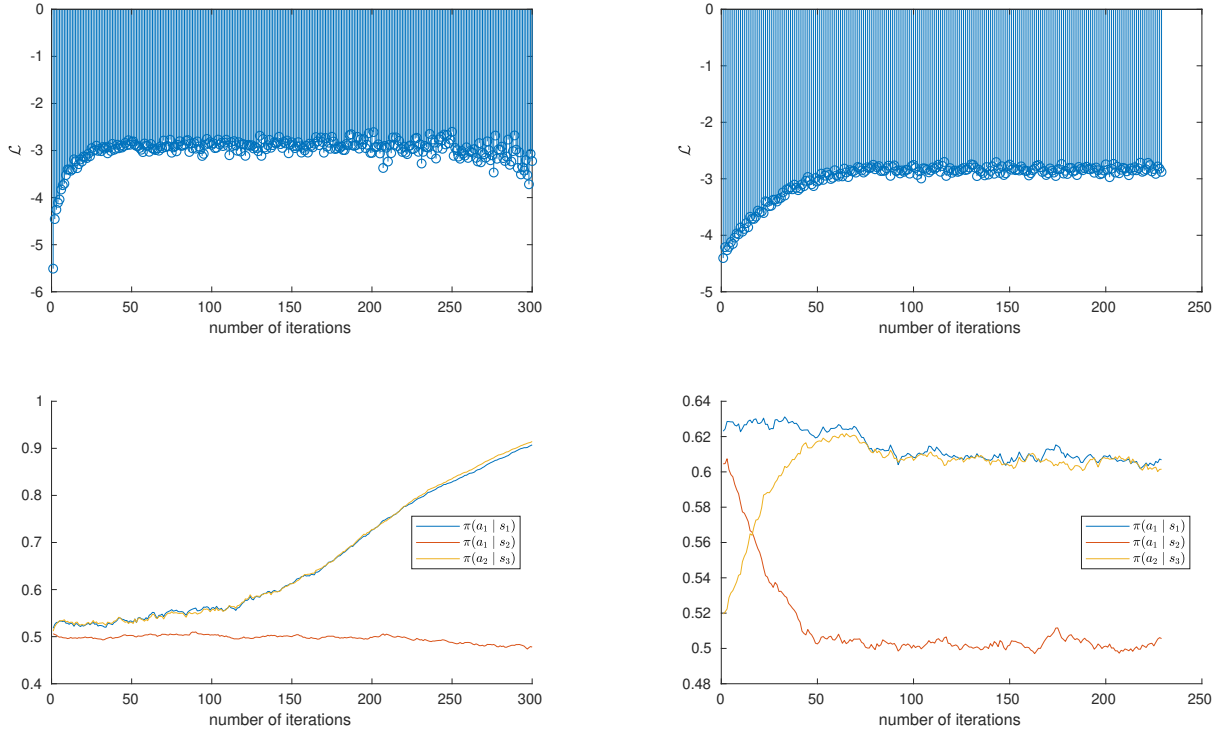 0
-1
-2
-3
-4
-5
-6
ℒ
0 50 100 150 200 250 300
number of iterations
0
-1
-2
-3
-4
-5
ℒ
0 50 100 150 200 250
number of iterations
1
0.9
0.8
0.7
0.6
0.5
0.4
π(a₁ | s₁)
π(a₁ | s₂)
π(a₂ | s₃)
0 50 100 150 200 250 300
number of iterations
0.64
0.62
0.6
0.58
0.56
0.54
0.52
0.5
0.48
π(a₁ | s₁)
π(a₁ | s₂)
π(a₂ | s₃)
0 50 100 150 200 250
number of iterations